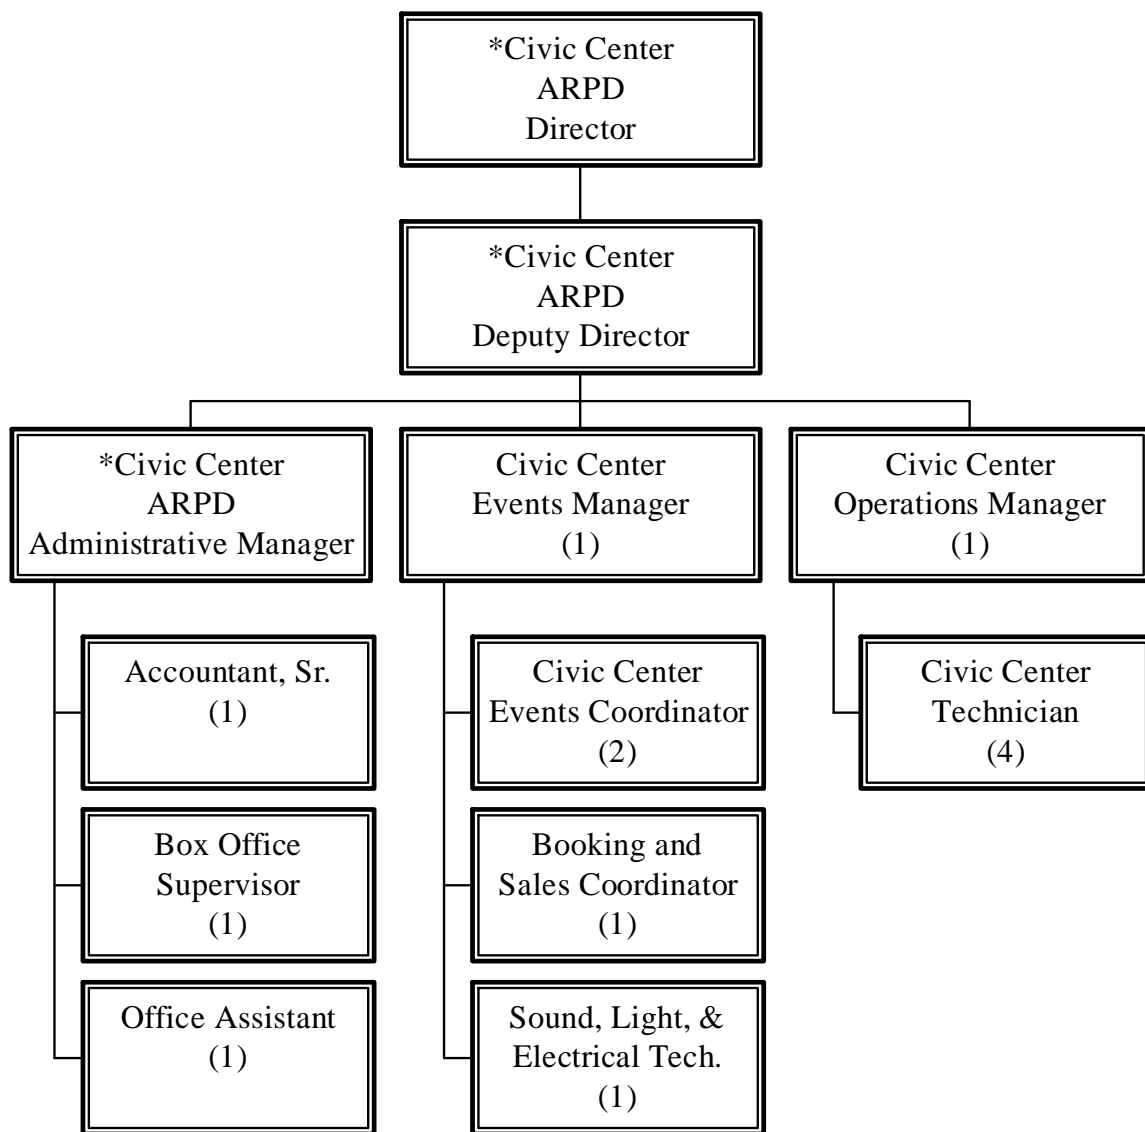 *Civic Center
ARPD
Director
*Civic Center
ARPD
Deputy Director
*Civic Center
ARPD
Administrative Manager
Civic Center
Events Manager
(1)
Civic Center
Operations Manager
(1)
Accountant, Sr.
(1)
Civic Center
Events Coordinator
(2)
Civic Center
Technician
(4)
Box Office
Supervisor
(1)
Booking and
Sales Coordinator
(1)
Office Assistant
(1)
Sound, Light, &
Electrical Tech.
(1)